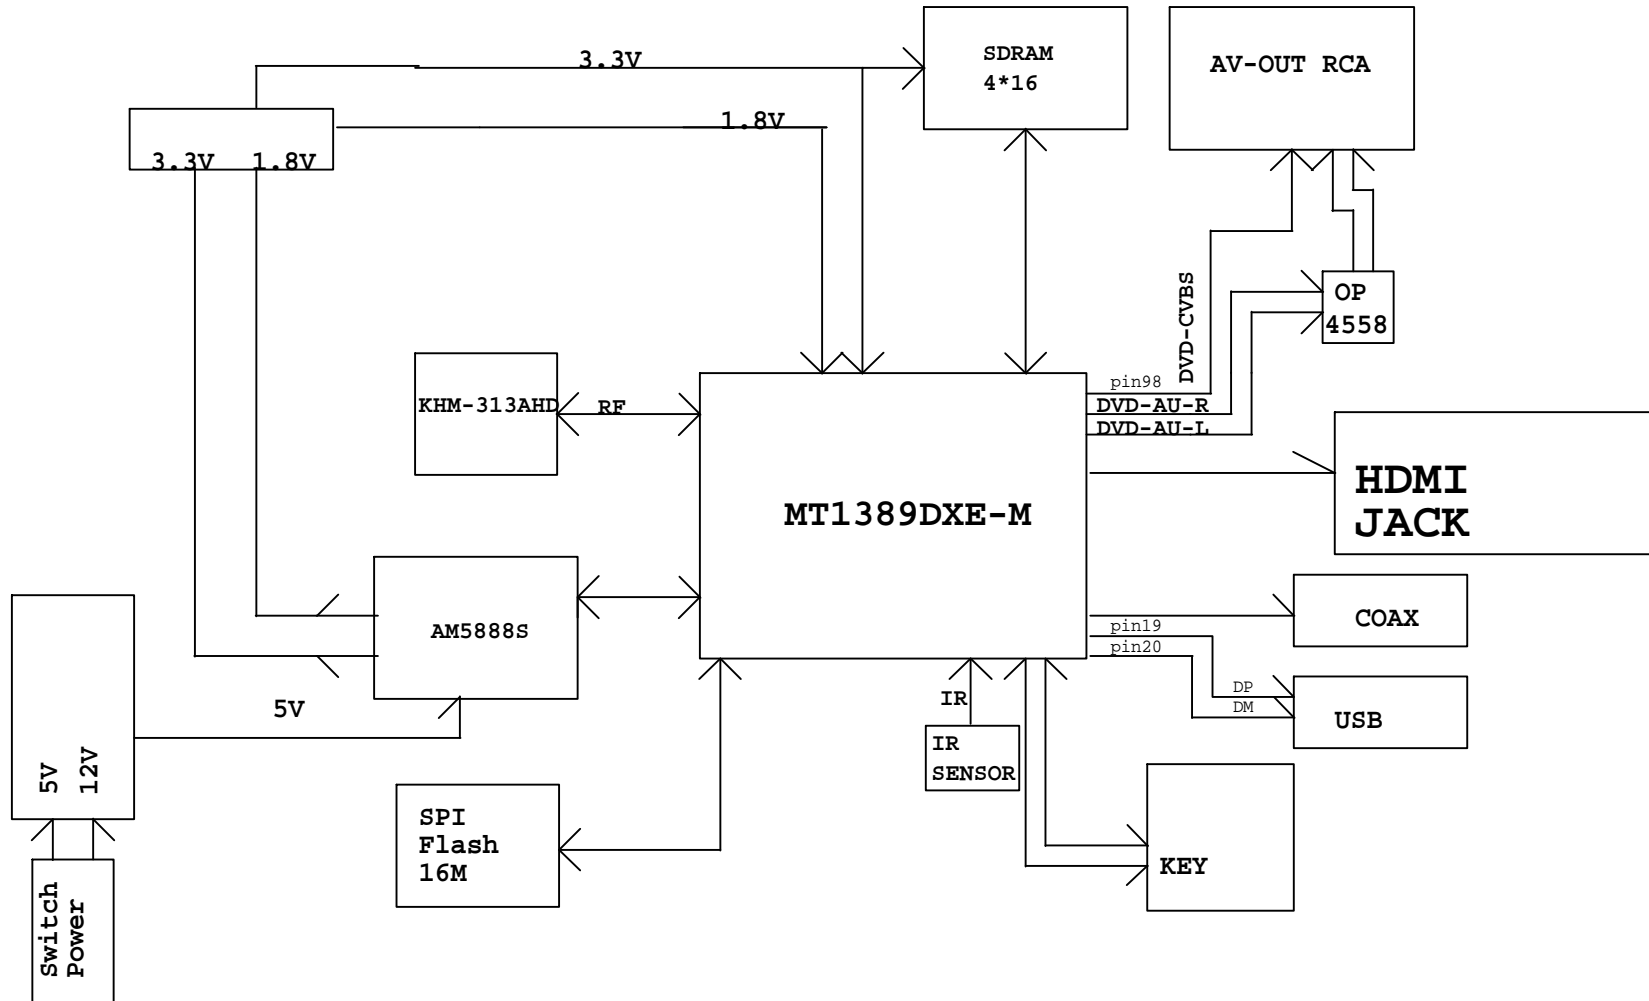 3.3V
SDRAM
4*16
AV-OUT RCA
1.8V
3.3V 1.8V
DVD-CVBS
OP
4558
KHM-313AHD
RF
pin98
DVD-AU-R
DVD-AU-L
HDMI
JACK
MT1389DXE-M
AM5888S
COAX
pin19
pin20
DP
DM
USB
5V
IR
IR
SENSOR
5V
12V
SPI
Flash
16M
KEY
Switch
Power